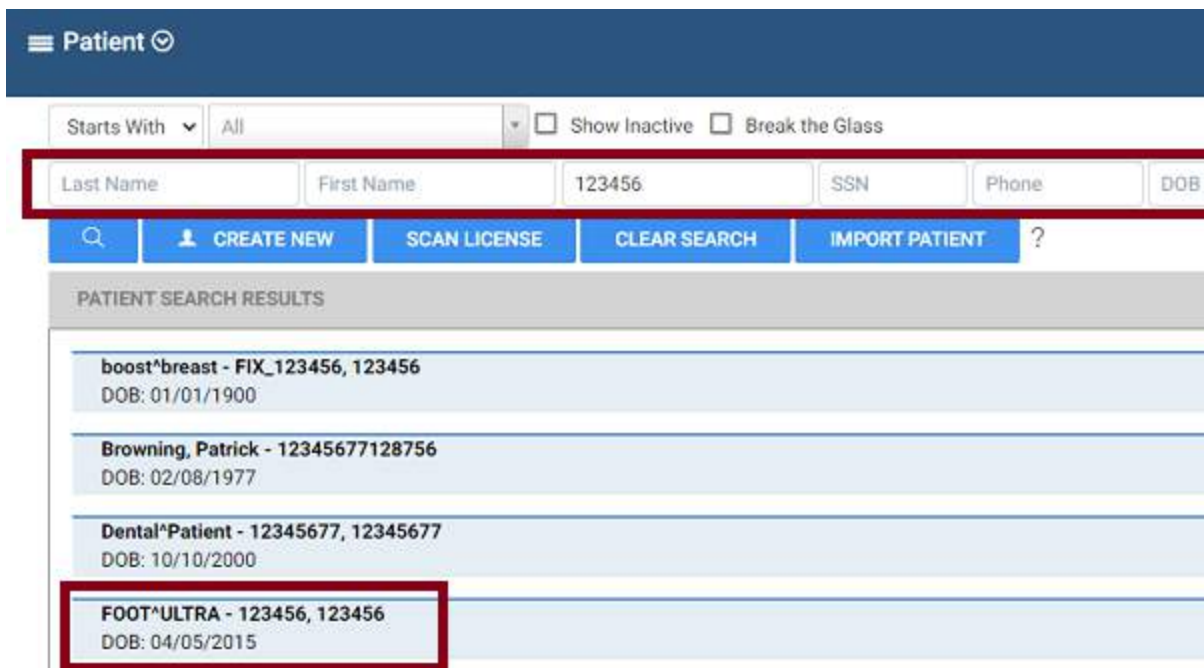 Patient
Starts With All Show Inactive Break the Glass
Last Name First Name 123456 SSN Phone DOB
CREATE NEW SCAN LICENSE CLEAR SEARCH IMPORT PATIENT ?
PATIENT SEARCH RESULTS
boost^breast - FIX_123456, 123456
DOB: 01/01/1900
Browning, Patrick - 12345677128756
DOB: 02/08/1977
Dental^Patient - 12345677, 12345677
DOB: 10/10/2000
FOOT^ULTRA - 123456, 123456
DOB: 04/05/2015